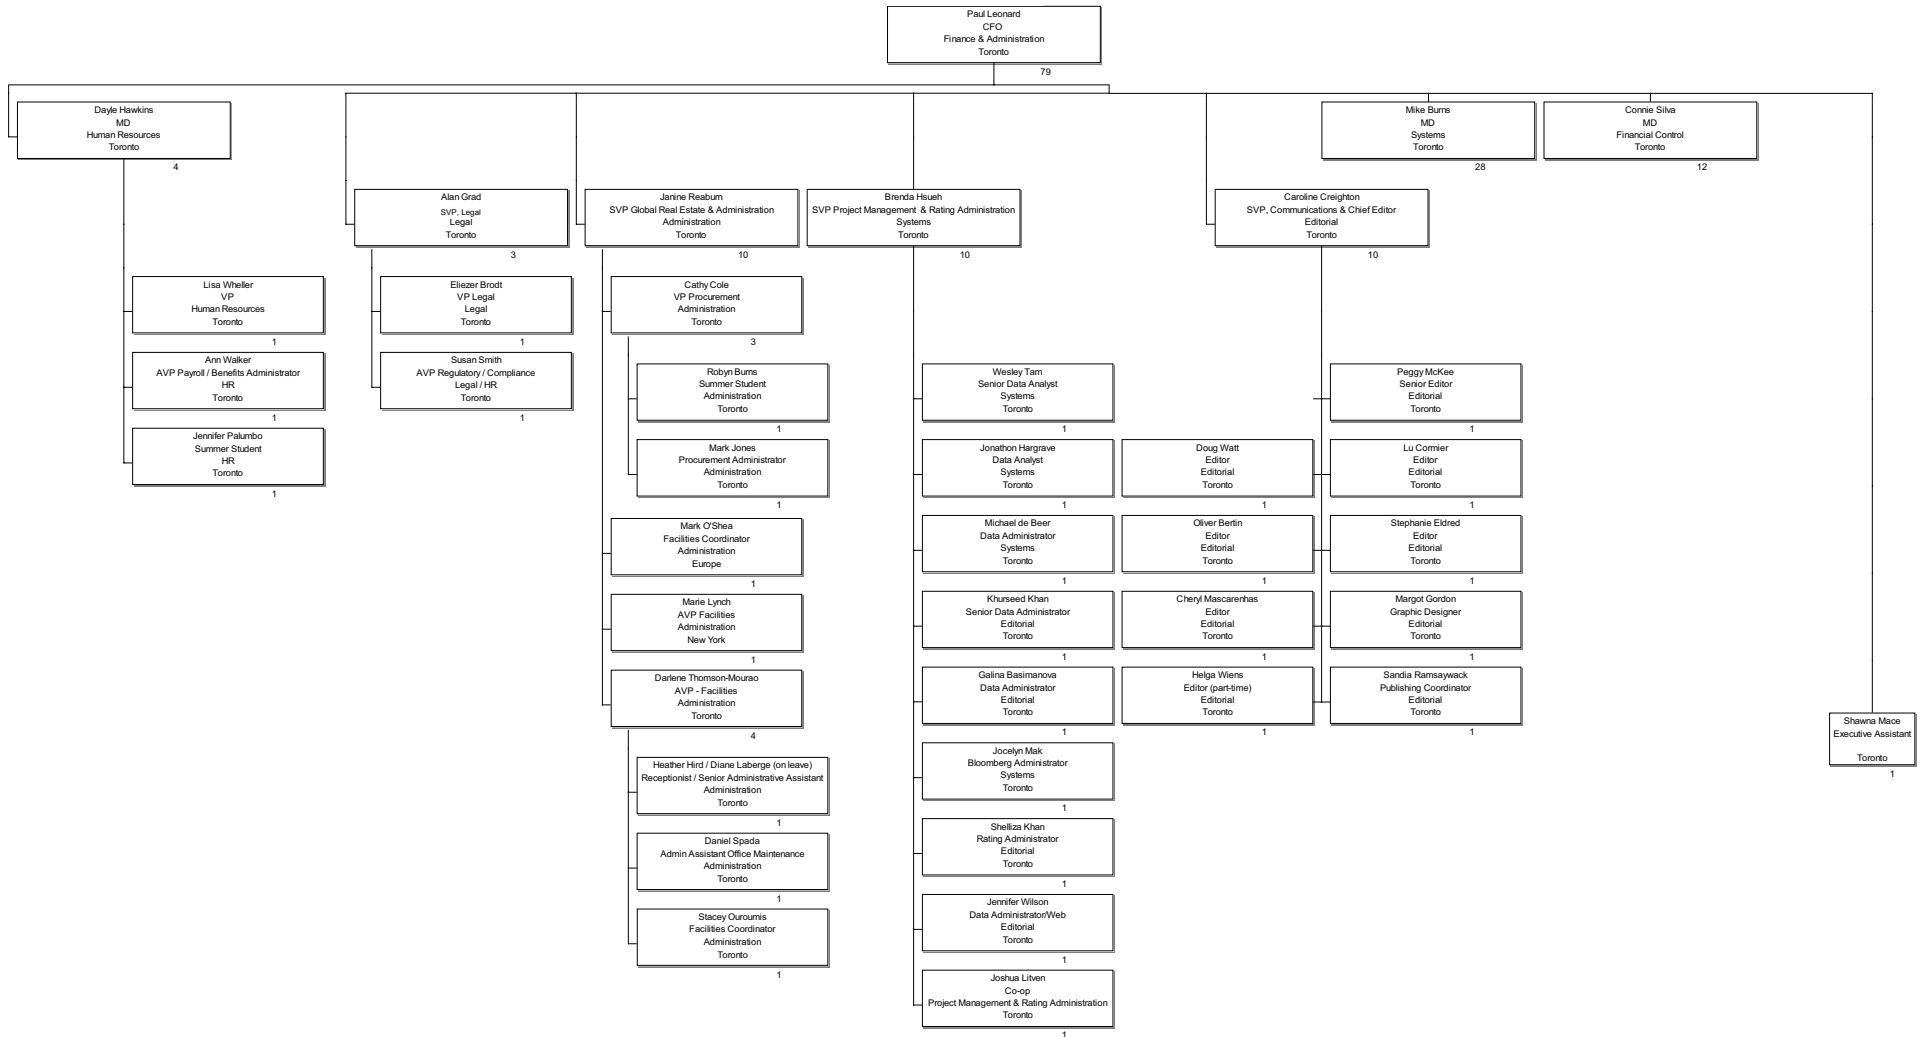 Paul Leonard
CFO
Finance & Administration
Toronto
79
Dayle Hawkins
MD
Human Resources
Toronto
4
Lisa Wheller
VP
Human Resources
Toronto
1
Ann Walker
AVP Payroll / Benefits Administrator
HR
Toronto
1
Jennifer Palumbo
Summer Student
HR
Toronto
1
Alan Grad
SVP, Legal
Legal
Toronto
3
Eliezer Brodt
VP Legal
Legal
Toronto
1
Susan Smith
AVP Regulatory / Compliance
Legal / HR
Toronto
1
Janine Reaburn
SVP Global Real Estate & Administration
Administration
Toronto
10
Cathy Cole
VP Procurement
Administration
Toronto
3
Robyn Burns
Summer Student
Administration
Toronto
1
Mark Jones
Procurement Administrator
Administration
Toronto
1
Mark O'Shea
Facilities Coordinator
Administration
Europe
1
Marie Lynch
AVP Facilities
Administration
New York
1
Darlene Thomson-Mourao
AVP - Facilities
Administration
Toronto
4
Heather Hird / Diane Laberge (on leave)
Receptionist / Senior Administrative Assistant
Administration
Toronto
1
Daniel Spada
Admin Assistant Office Maintenance
Administration
Toronto
1
Stacey Ouroumis
Facilities Coordinator
Administration
Toronto
1
Brenda Hsueh
SVP Project Management & Rating Administration
Systems
Toronto
10
Wesley Tam
Senior Data Analyst
Systems
Toronto
1
Jonathon Hargrave
Data Analyst
Systems
Toronto
1
Michael de Beer
Data Administrator
Systems
Toronto
1
Khurseed Khan
Senior Data Administrator
Editorial
Toronto
1
Galina Basimanova
Data Administrator
Editorial
Toronto
1
Jocelyn Mak
Bloomberg Administrator
Systems
Toronto
1
Shelliza Khan
Rating Administrator
Editorial
Toronto
1
Jennifer Wilson
Data Administrator/Web
Editorial
Toronto
1
Joshua Litven
Co-op
Project Management & Rating Administration
Toronto
1
Caroline Creighton
SVP, Communications & Chief Editor
Editorial
Toronto
10
Peggy McKee
Senior Editor
Editorial
Toronto
1
Doug Watt
Editor
Editorial
Toronto
1
Lu Cormier
Editor
Editorial
Toronto
1
Oliver Bertin
Editor
Editorial
Toronto
1
Stephanie Eldred
Editor
Editorial
Toronto
1
Cheryl Mascarenhas
Editor
Editorial
Toronto
1
Margot Gordon
Graphic Designer
Editorial
Toronto
1
Helga Wiens
Editor (part-time)
Editorial
Toronto
1
Sandia Ramsaywack
Publishing Coordinator
Editorial
Toronto
1
Mike Burns
MD
Systems
Toronto
28
Connie Silva
MD
Financial Control
Toronto
12
Shawna Mace
Executive Assistant
Toronto
1